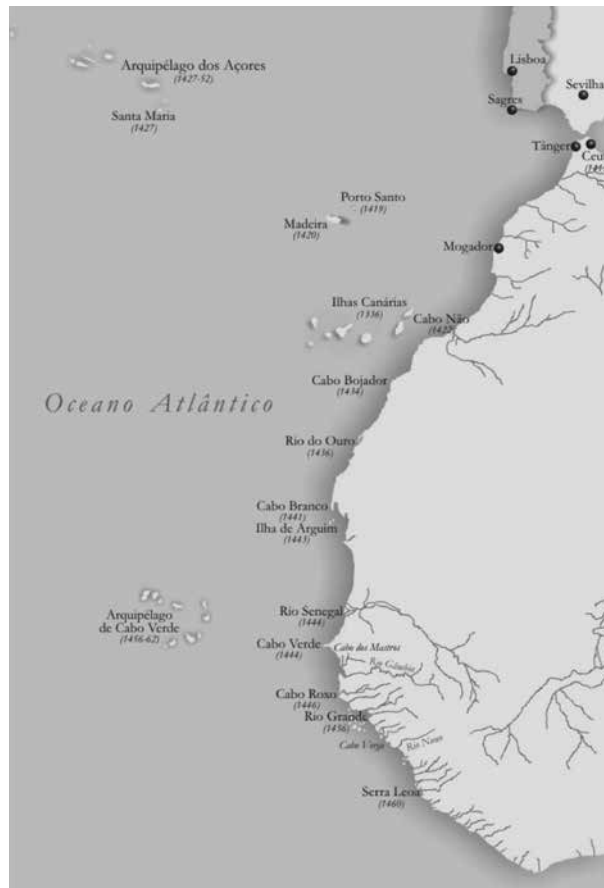 Lisboa
Arquipélago dos Açores
(1427-52)
Sevilha
Sagres
Santa Maria
(1427)
Tânger
Porto Santo
(1419)
Madeira
(1420)
Mogador
Ilhas Canárias
(1336)
Cabo Não
Cabo Bojador
(1434)
Oceano Atlântico
Rio do Ouro
(1436)
Cabo Branco
(1441)
Ilha de Arguim
(1443)
Rio Senegal
(1444)
Arquipélago
de Cabo Verde
(1456-62)
Cabo Verde
(1444)
Cabo dos Mastros
Rio Gâmbia
Cabo Roxo
(1446)
Rio Grande
(1456)
Cabo Verga
Rio Nuno
Serra Leoa
(1460)